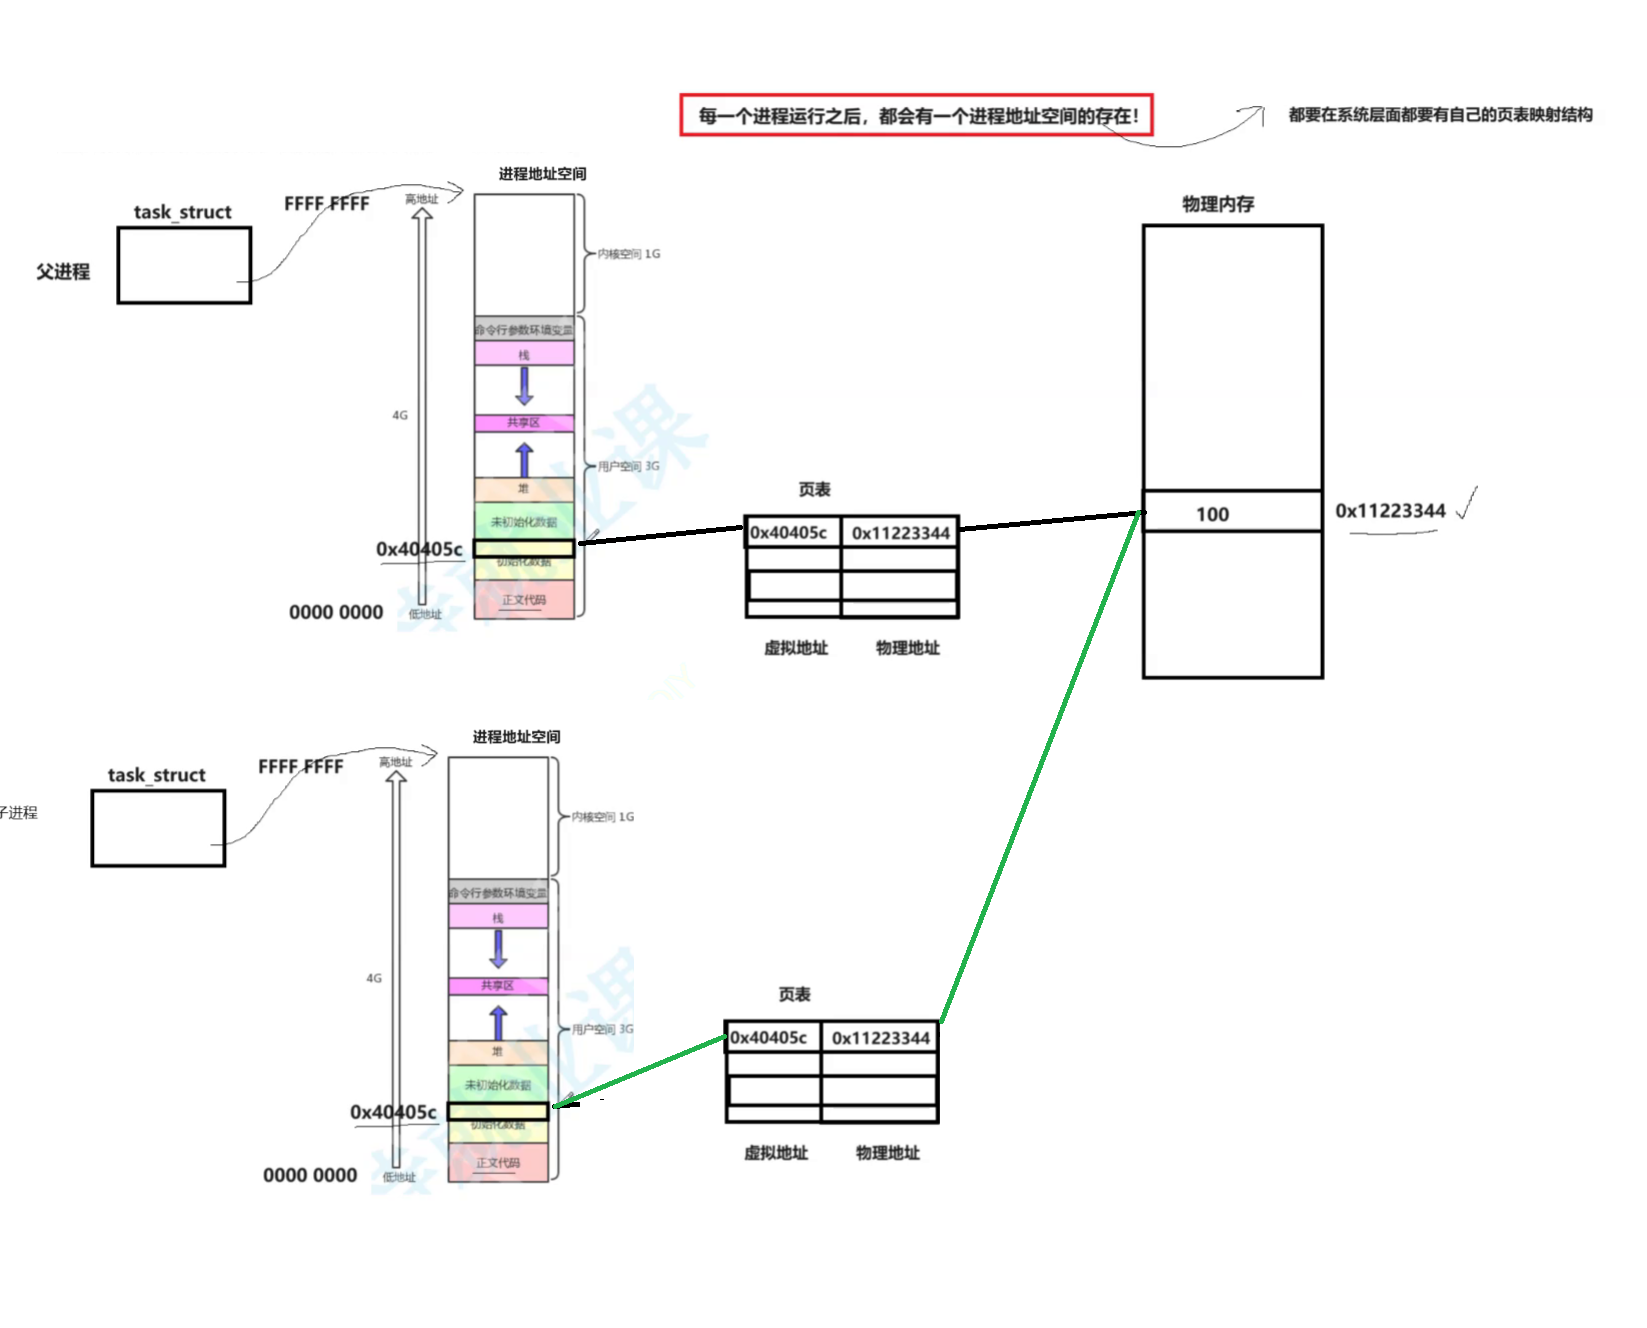 每一个进程运行之后，都会有一个进程地址空间的存在！
都要在系统层面都要有自己的页表映射结构
进程地址空间
task_struct
FFFF FFFF
高地址
物理内存
内核空间 1G
父进程
命令行参数环境变量
栈
4G
共享区
用户空间 3G
堆
页表
未初始化数据
0x40405c
0x40405c
0x11223344
100
0x11223344
初始化数据
正文代码
0000 0000
低地址
虚拟地址
物理地址
进程地址空间
task_struct
FFFF FFFF
高地址
子进程
内核空间 1G
命令行参数环境变量
栈
4G
共享区
页表
用户空间 3G
堆
0x40405c
0x11223344
未初始化数据
0x40405c
初始化数据
正文代码
虚拟地址
物理地址
0000 0000
低地址